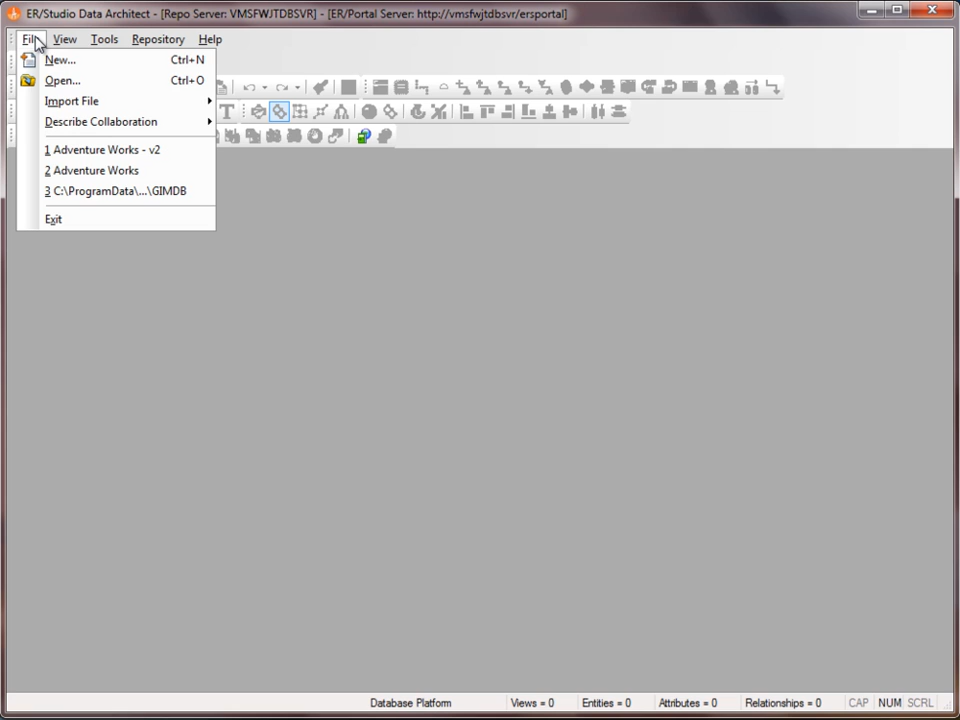 ER/Studio Data Architect - [Repo Server: VMSFWJTDBSVR] - [ER/Portal Server: http://vmsfwjtdbsvr/ersportal]
File View Tools Repository Help
New... Ctrl+N
Open... Ctrl+O
Import File
Describe Collaboration
1 Adventure Works - v2
2 Adventure Works
3 C:\ProgramData\...\GIMDB
Exit
Database Platform Views = 0 Entities = 0 Attributes = 0 Relationships = 0 CAP NUM SCRL